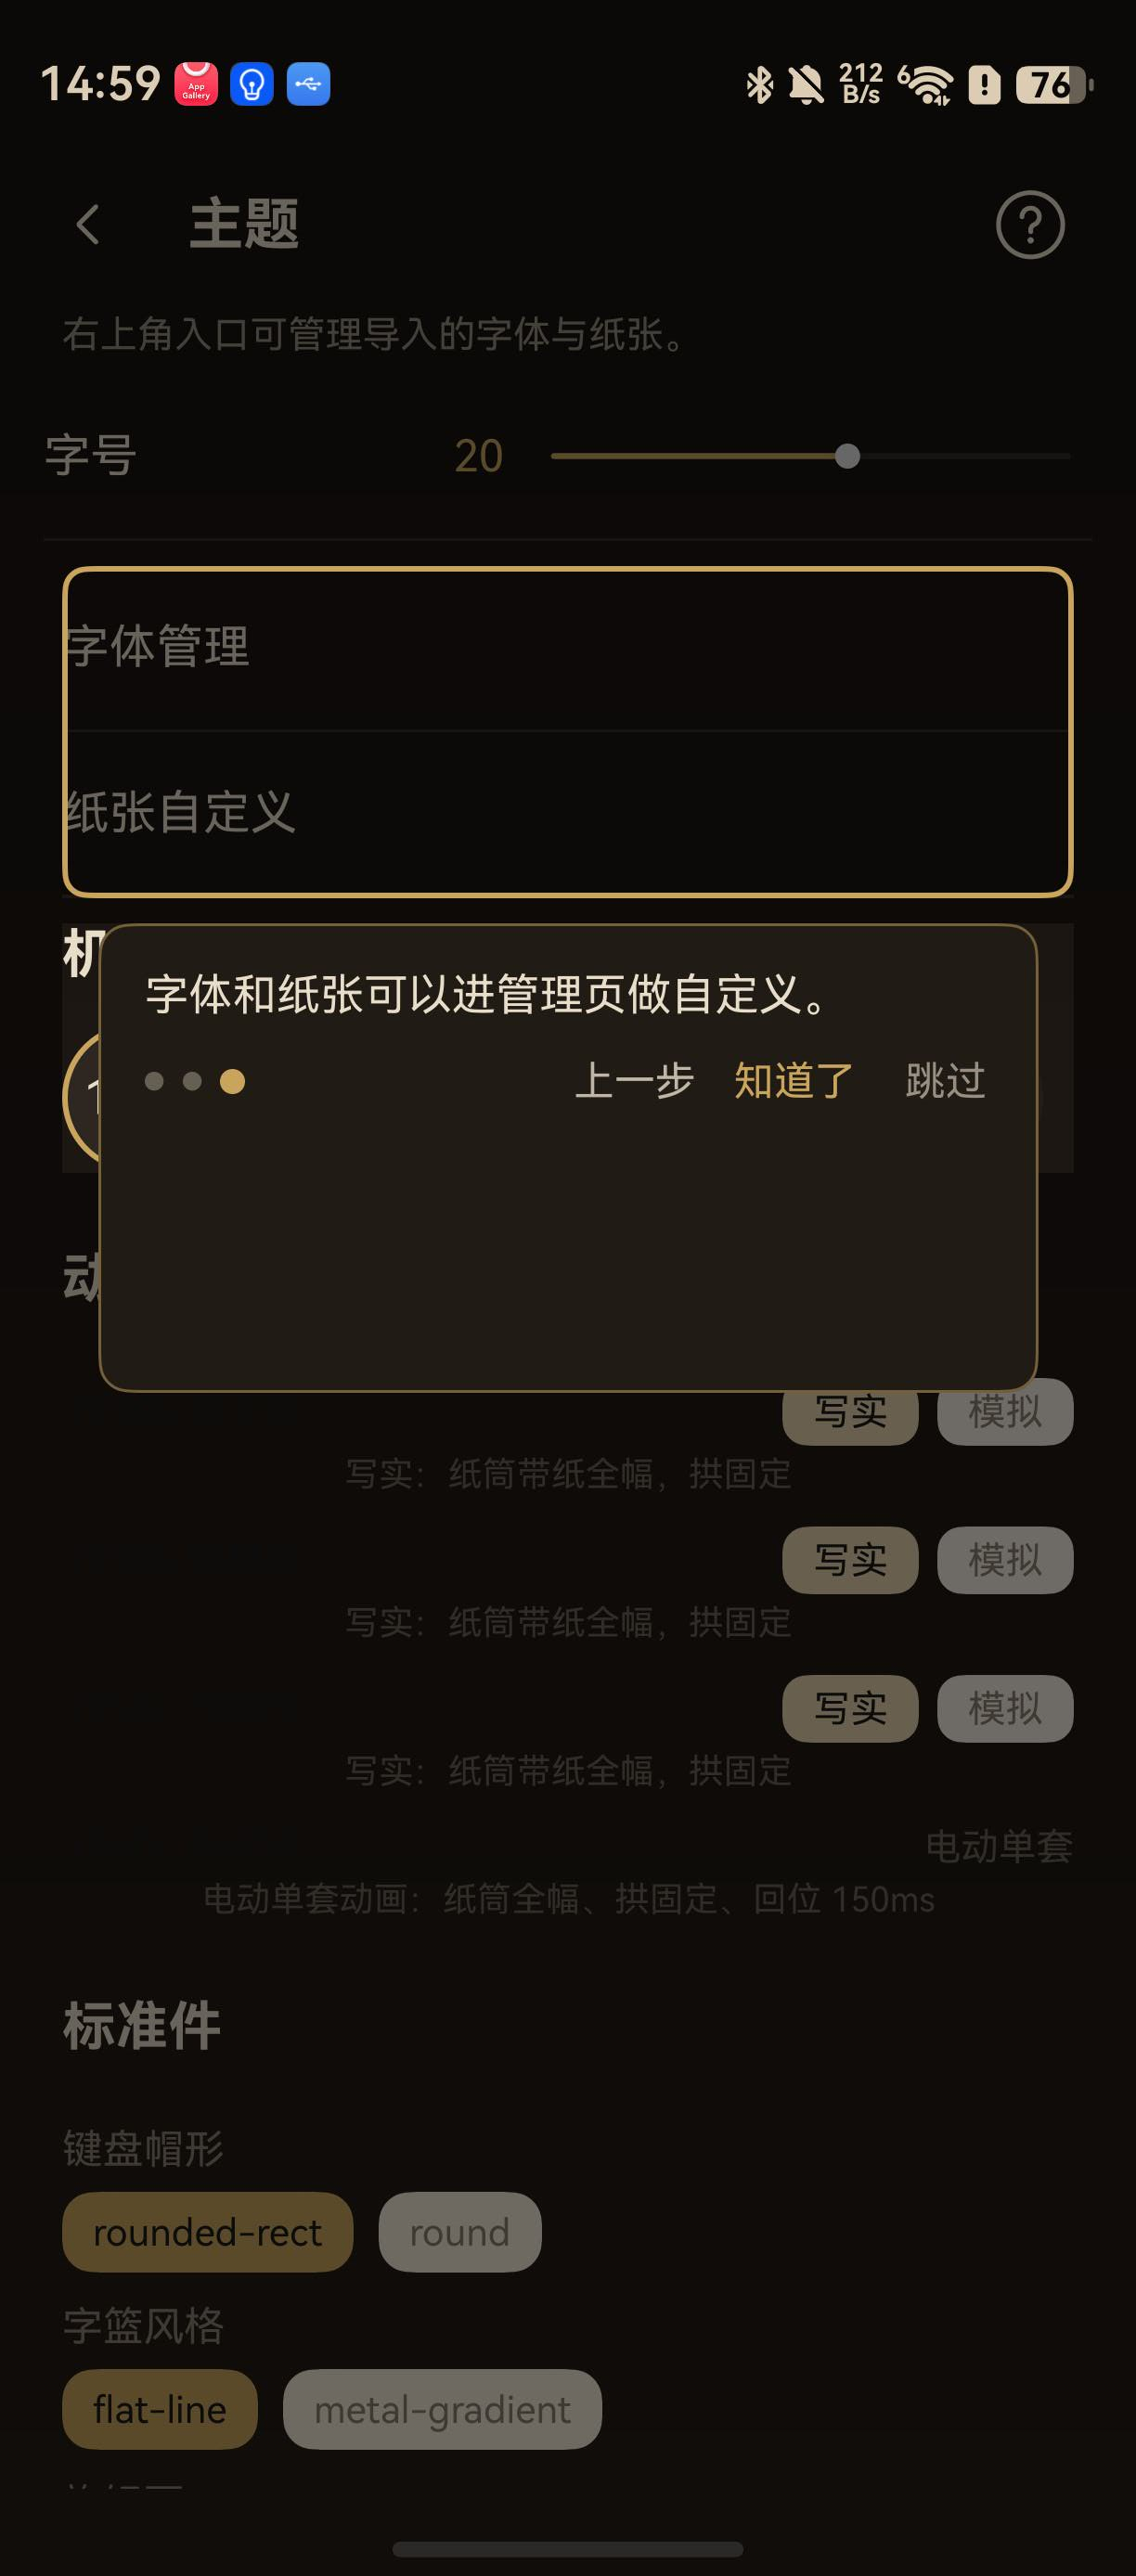 14:59
App
Gallery
212
B/s
6
76
主题
右上角入口可管理导入的字体与纸张。
字号
20
字体管理
纸张自定义
机
字体和纸张可以进管理页做自定义。
上一步 知道了 跳过
动
写实 模拟
写实：纸筒带纸全幅，拱固定
写实 模拟
写实：纸筒带纸全幅，拱固定
写实 模拟
写实：纸筒带纸全幅，拱固定
电动单套
电动单套动画：纸筒全幅、拱固定、回位 150ms
标准件
键盘帽形
rounded-rect round
字篮风格
flat-line metal-gradient